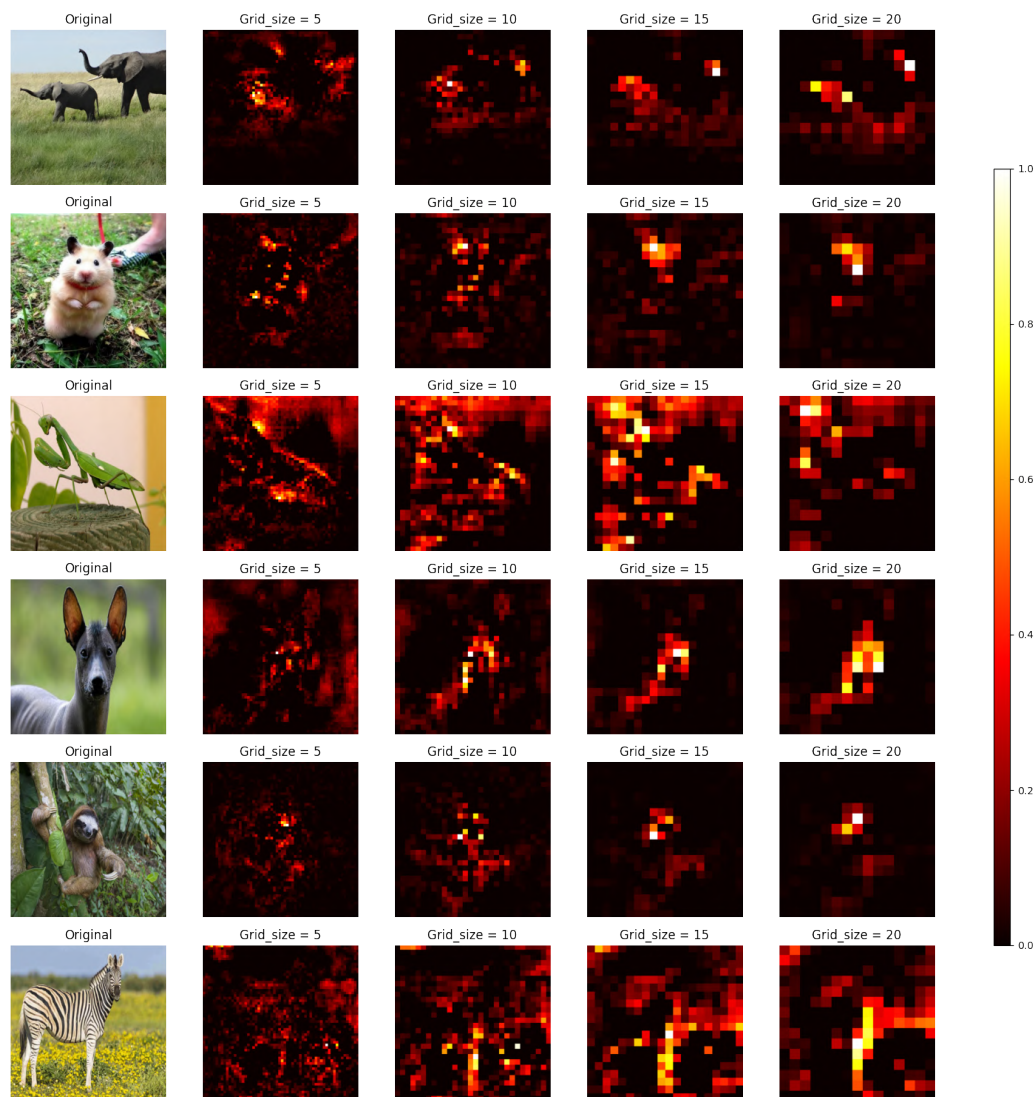 Original Grid_size = 5 Grid_size = 10 Grid_size = 15 Grid_size = 20
Original Grid_size = 5 Grid_size = 10 Grid_size = 15 Grid_size = 20
Original Grid_size = 5 Grid_size = 10 Grid_size = 15 Grid_size = 20
Original Grid_size = 5 Grid_size = 10 Grid_size = 15 Grid_size = 20
Original Grid_size = 5 Grid_size = 10 Grid_size = 15 Grid_size = 20
Original Grid_size = 5 Grid_size = 10 Grid_size = 15 Grid_size = 20
1.0
0.8
0.6
0.4
0.2
0.0